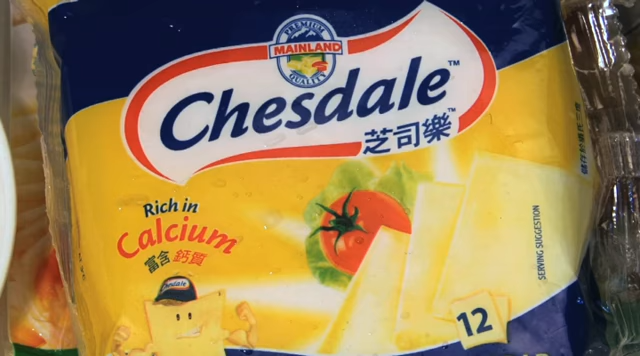 PREMIUM
MAINLAND
QUALITY
Chesdale™
芝司樂™
Rich in
Calcium
富含鈣質
Chesdale
SERVING SUGGESTION
12